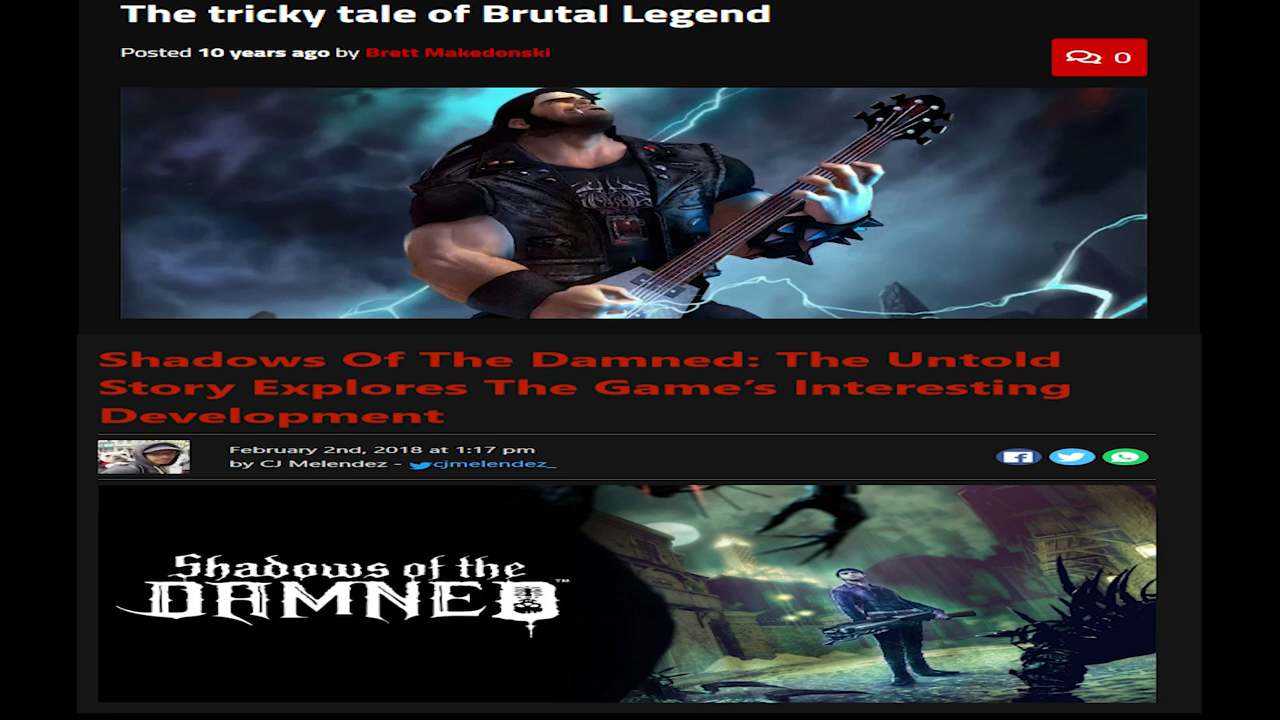 The tricky tale of Brutal Legend
Posted 10 years ago by Brett Makedonski
0
Shadows Of The Damned: The Untold
Story Explores The Game's Interesting
Development
February 2nd, 2018 at 1:17 pm
by CJ Melendez - cjmelendez_
Shadows of the
DAMNED™